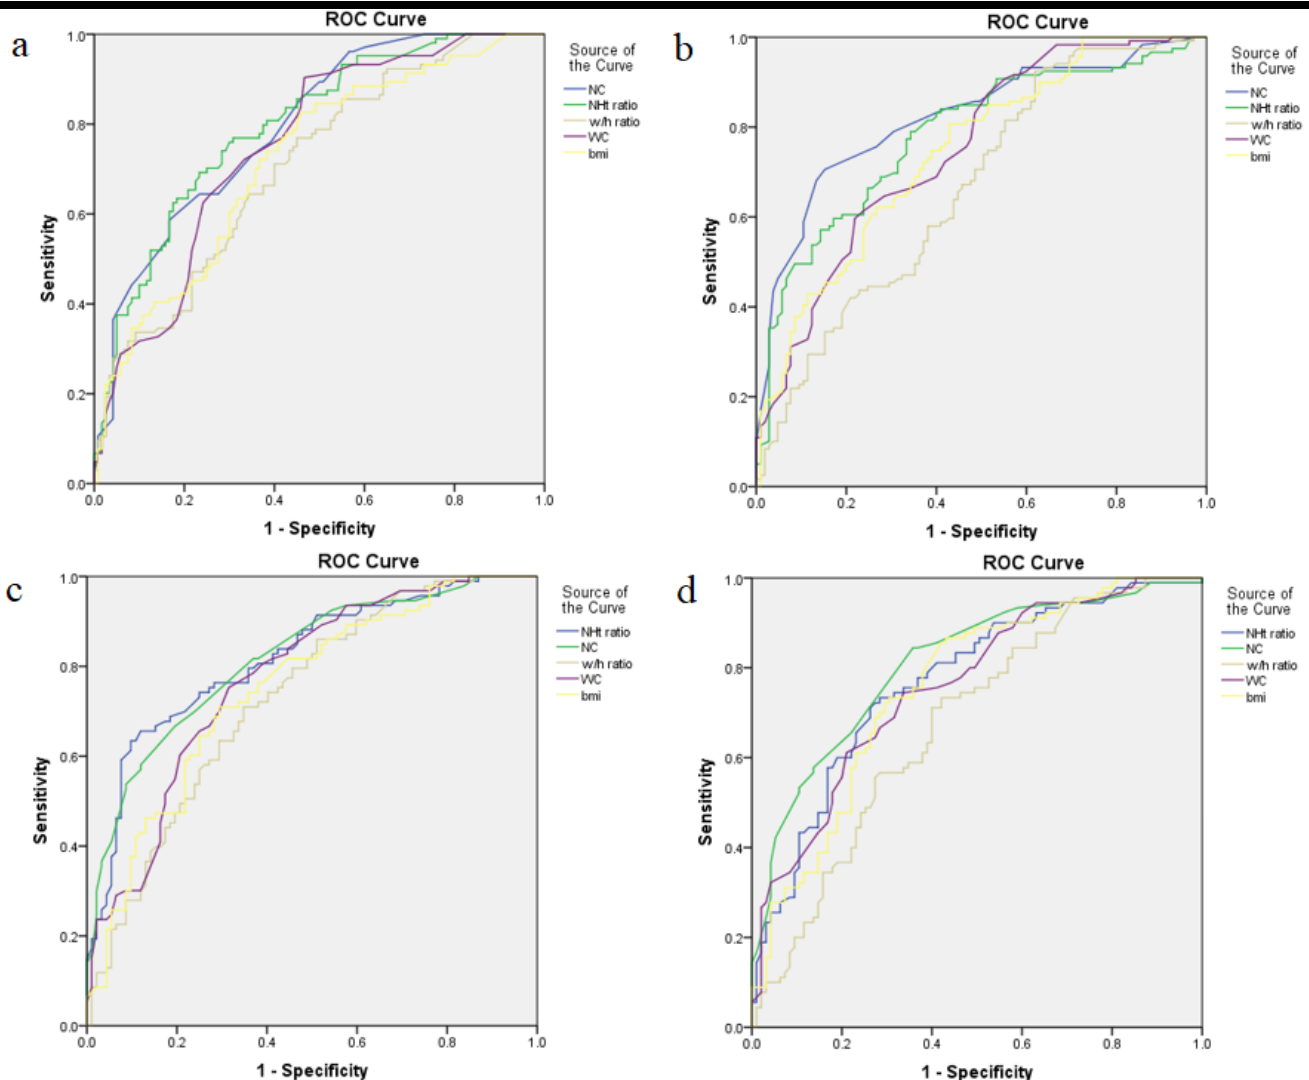 a
ROC Curve
Sensitivity
1.0
0.8
0.6
0.4
0.2
0.0
0.0 0.2 0.4 0.6 0.8 1.0
1 - Specificity
Source of
the Curve
NC
NHt ratio
w/h ratio
WC
bmi
b
ROC Curve
Sensitivity
1.0
0.8
0.6
0.4
0.2
0.0
0.0 0.2 0.4 0.6 0.8 1.0
1 - Specificity
Source of
the Curve
NC
NHt ratio
w/h ratio
WC
bmi
c
ROC Curve
Sensitivity
1.0
0.8
0.6
0.4
0.2
0.0
0.0 0.2 0.4 0.6 0.8 1.0
1 - Specificity
Source of
the Curve
NHt ratio
NC
w/h ratio
WC
bmi
d
ROC Curve
Sensitivity
1.0
0.8
0.6
0.4
0.2
0.0
0.0 0.2 0.4 0.6 0.8 1.0
1 - Specificity
Source of
the Curve
NHt ratio
NC
w/h ratio
WC
bmi